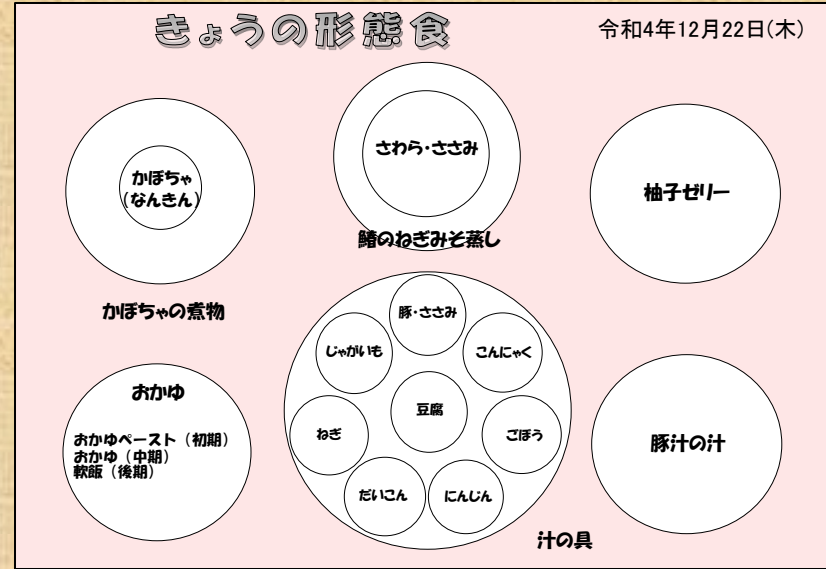 きょうの形態食
令和4年12月22日(木)
かぼちゃ
(なんきん)
かぼちゃの煮物
さわら・ささみ
鰆のねぎみそ蒸し
柚子ゼリー
おかゆ
おかゆペースト（初期）
おかゆ（中期）
軟飯（後期）
豚・ささみ
じゃがいも
こんにゃく
豆腐
ねぎ
ごぼう
だいこん
にんじん
汁の具
豚汁の汁